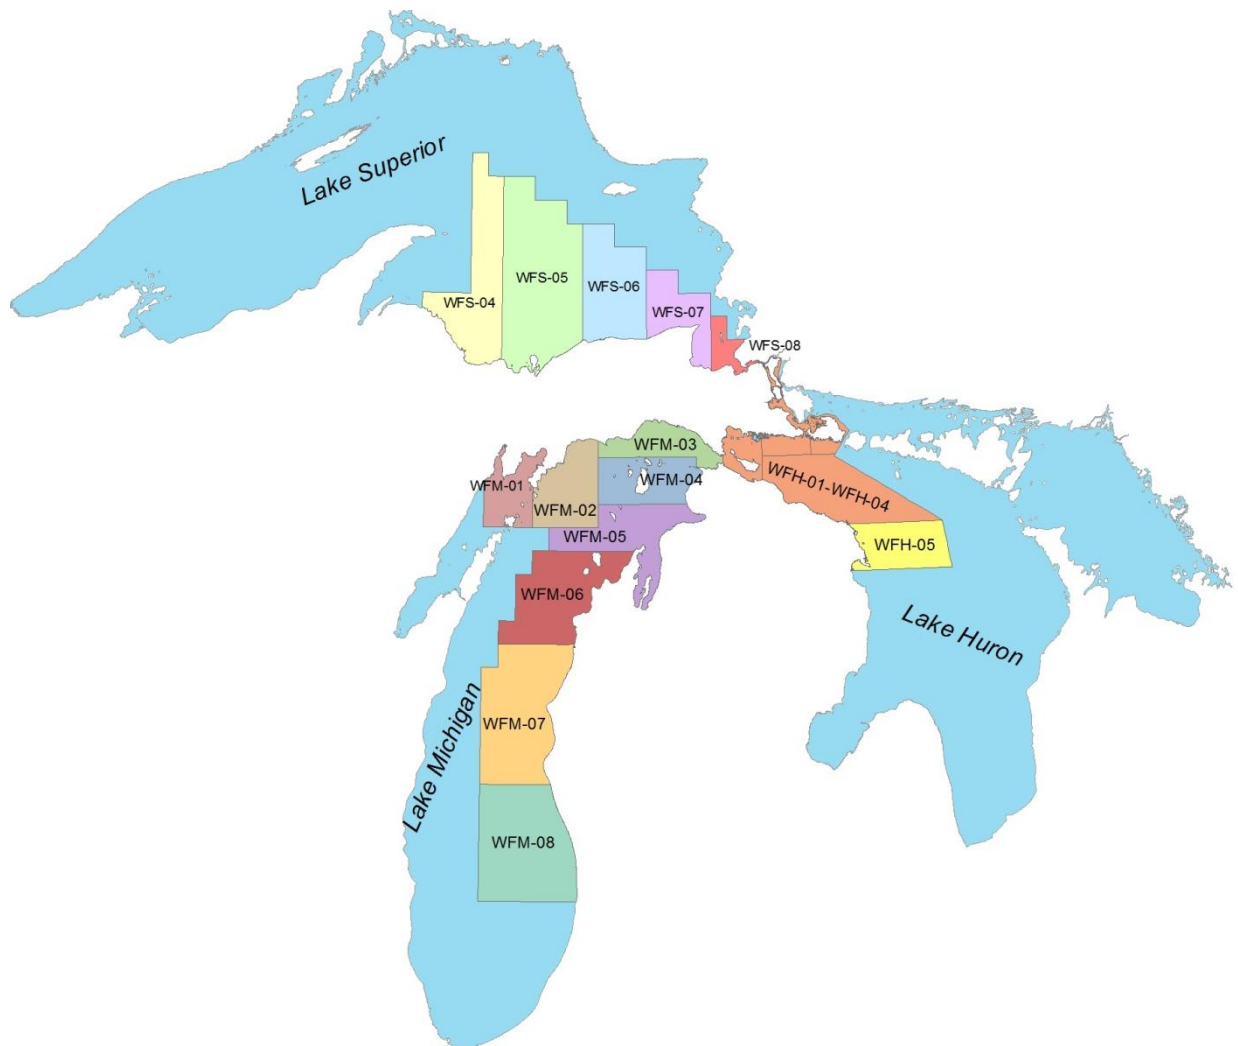 Lake Superior
WFS-04
WFS-05
WFS-06
WFS-07
WFS-08
WFM-01
WFM-02
WFM-03
WFM-04
WFM-05
WFM-06
WFM-07
WFM-08
Lake Michigan
WFH-01-WFH-04
WFH-05
Lake Huron